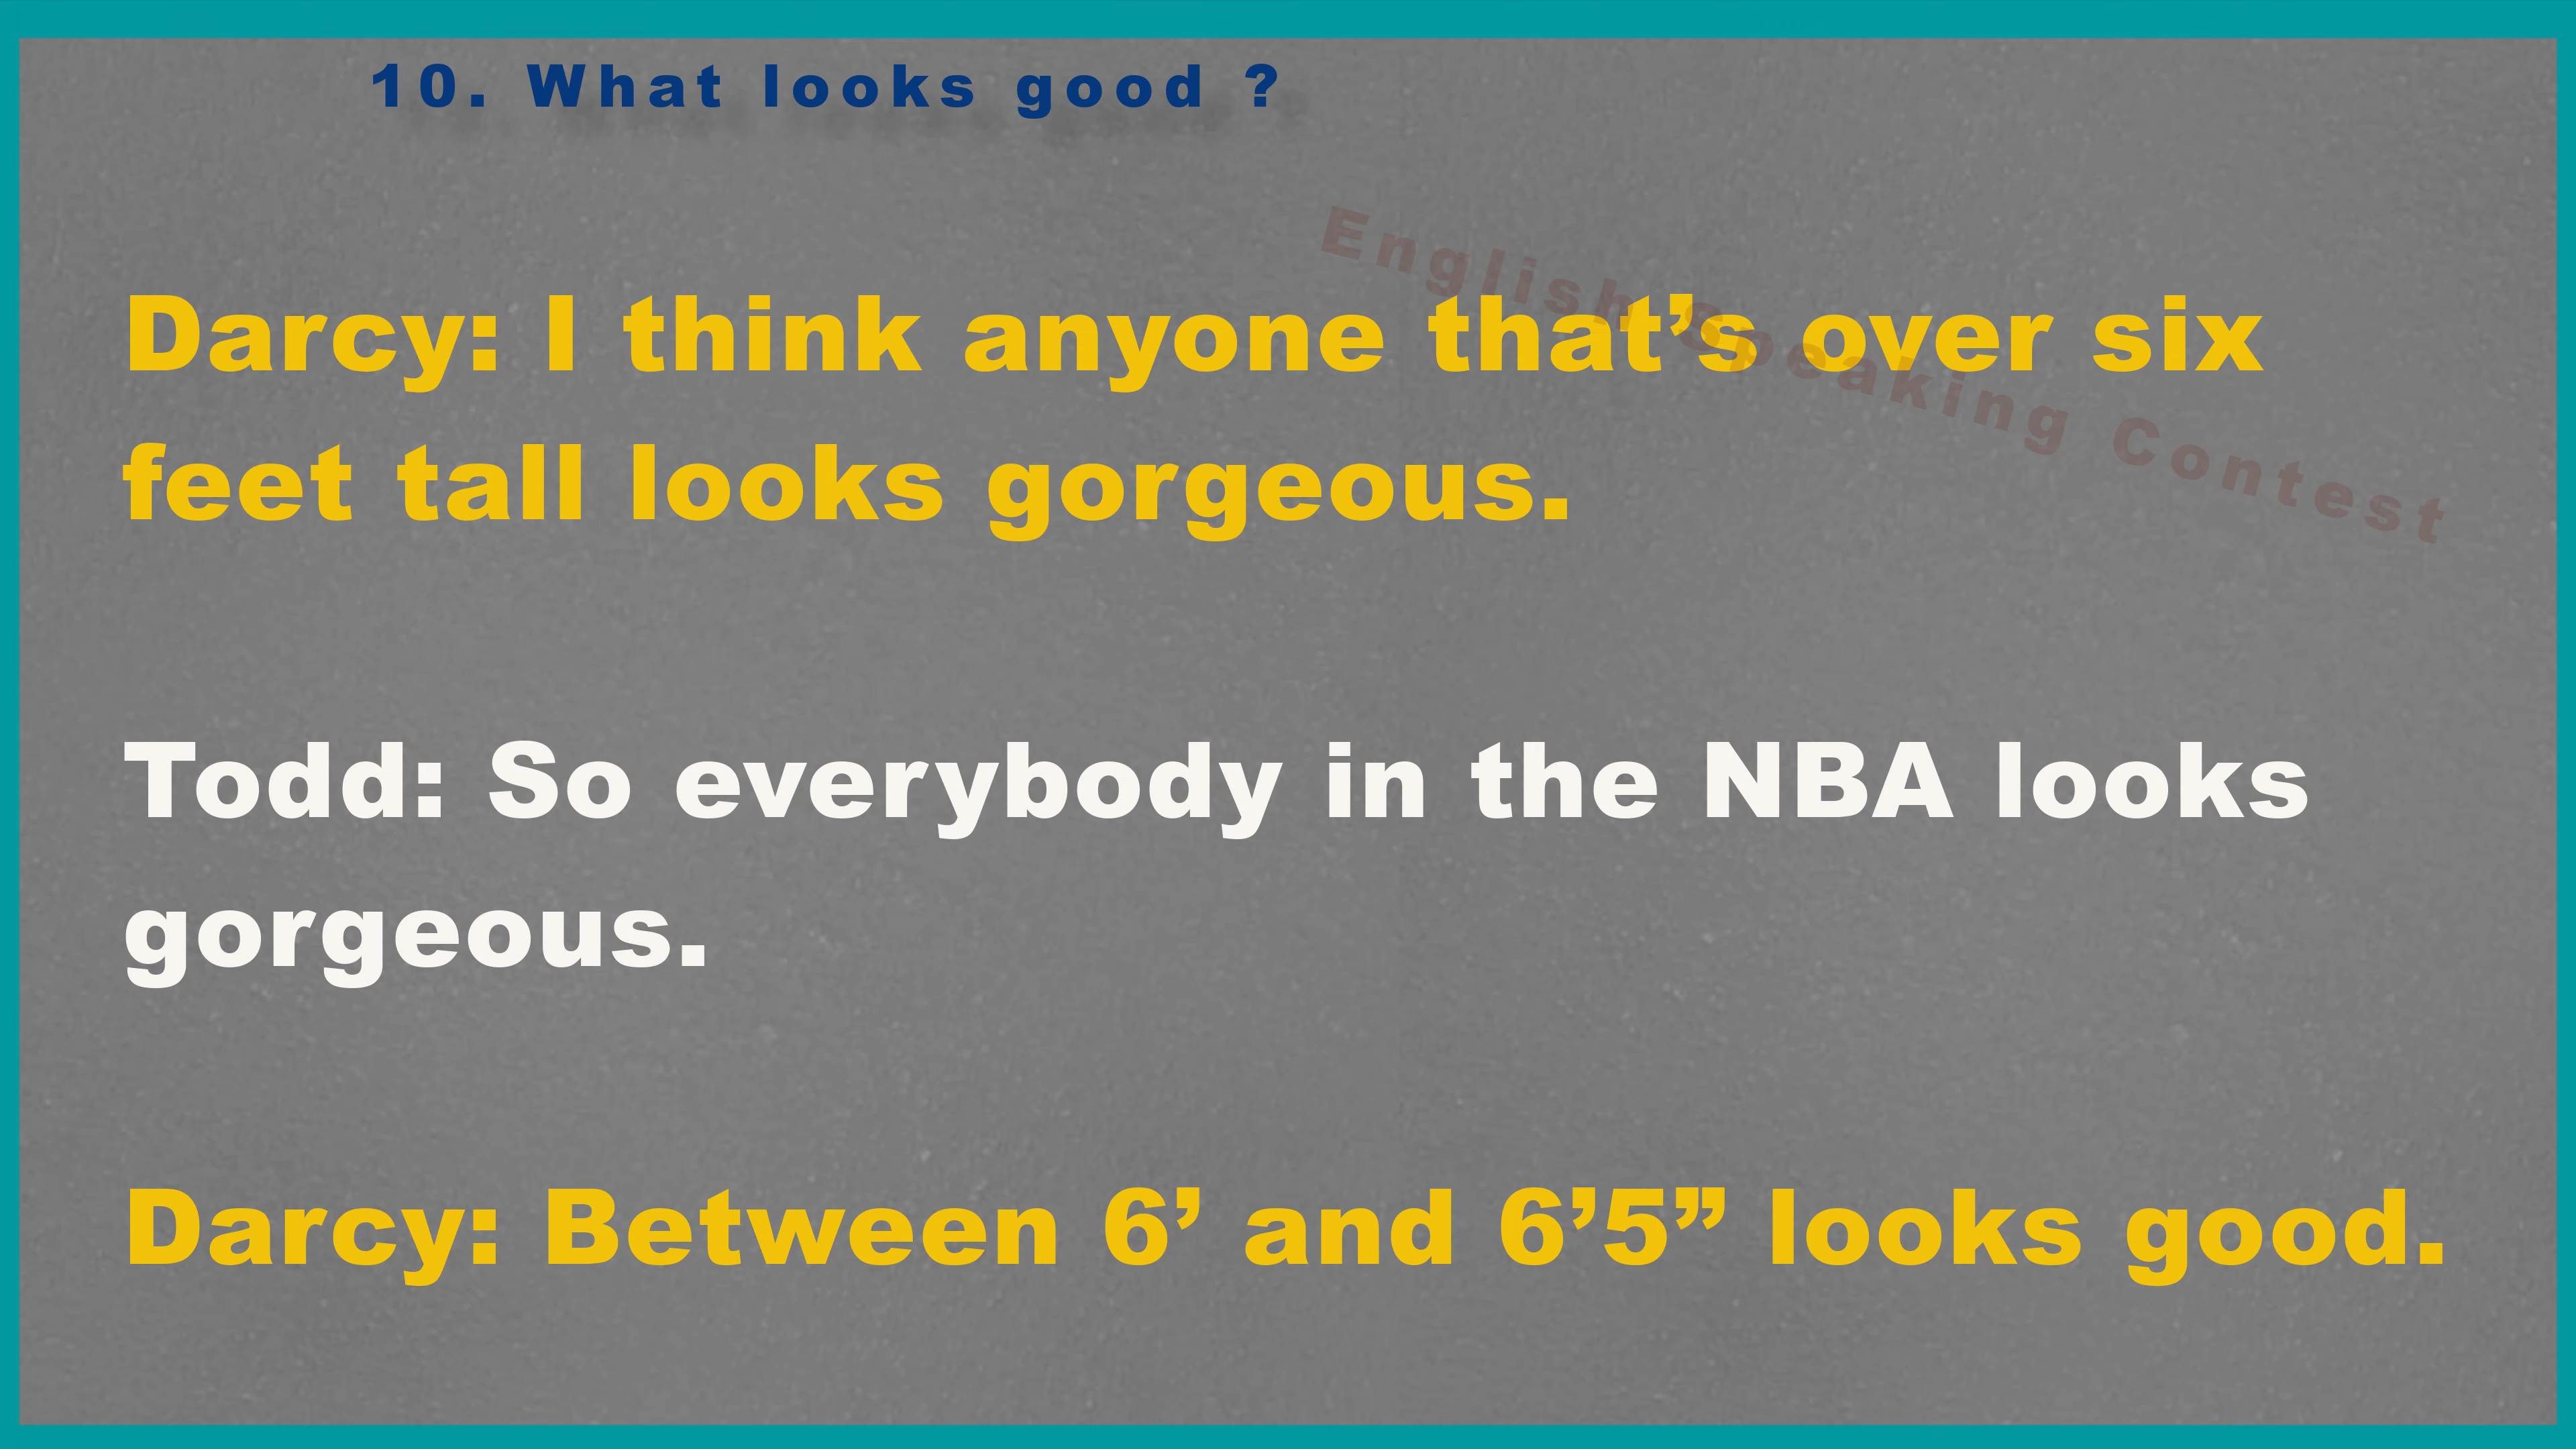 10. What looks good ?
English Speaking Contest
Darcy: I think anyone that’s over six
feet tall looks gorgeous.
Todd: So everybody in the NBA looks
gorgeous.
Darcy: Between 6’ and 6’5” looks good.